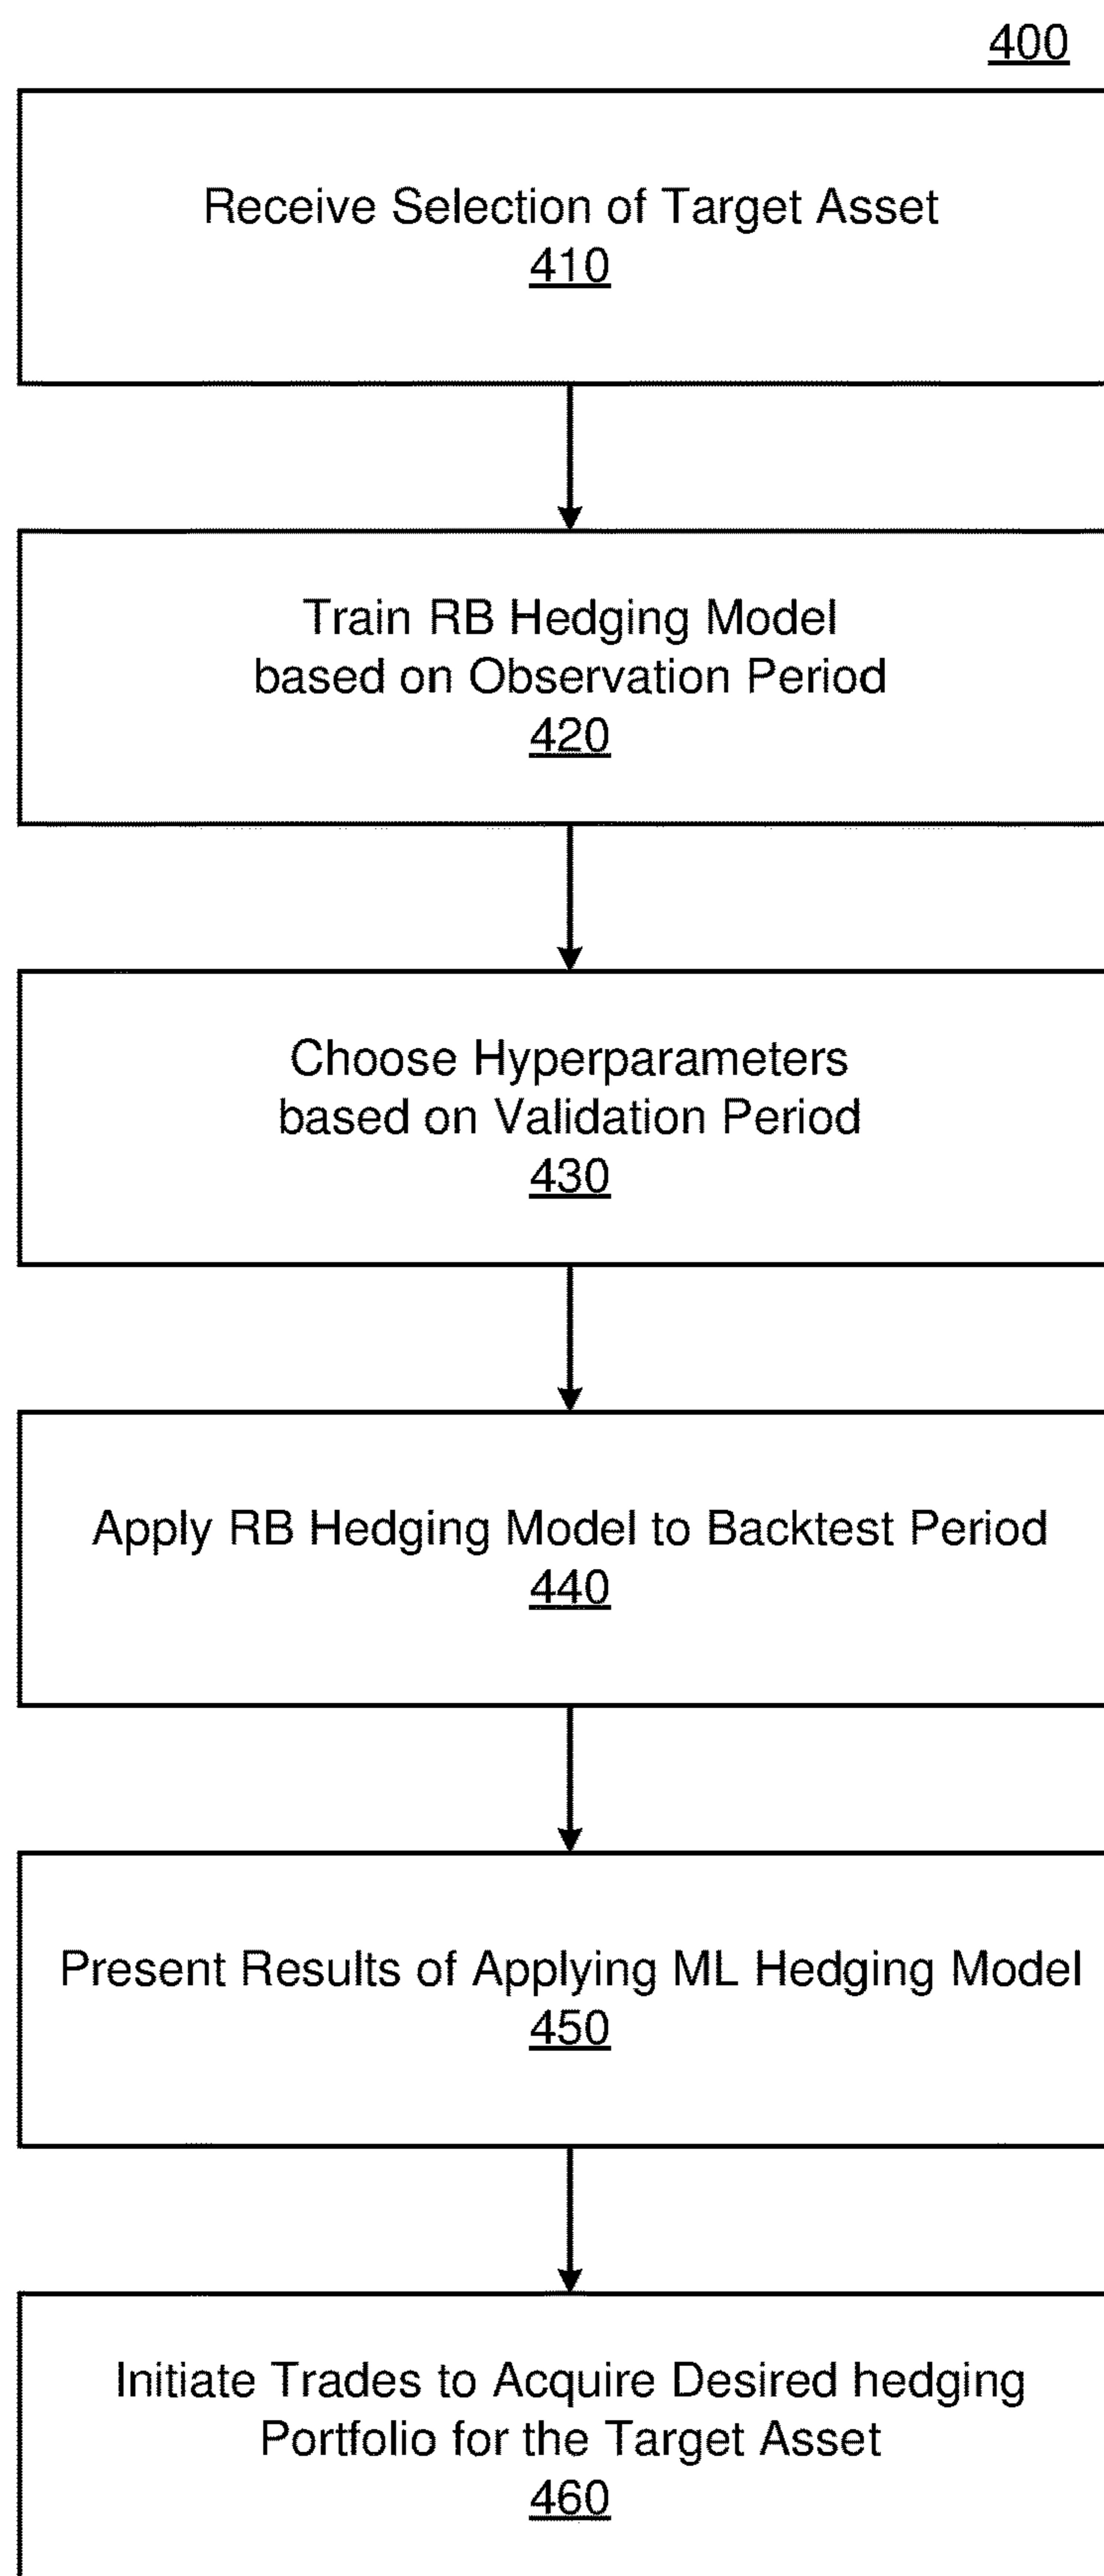 400
Receive Selection of Target Asset
410
Train RB Hedging Model
based on Observation Period
420
Choose Hyperparameters
based on Validation Period
430
Apply RB Hedging Model to Backtest Period
440
Present Results of Applying ML Hedging Model
450
Initiate Trades to Acquire Desired hedging
Portfolio for the Target Asset
460